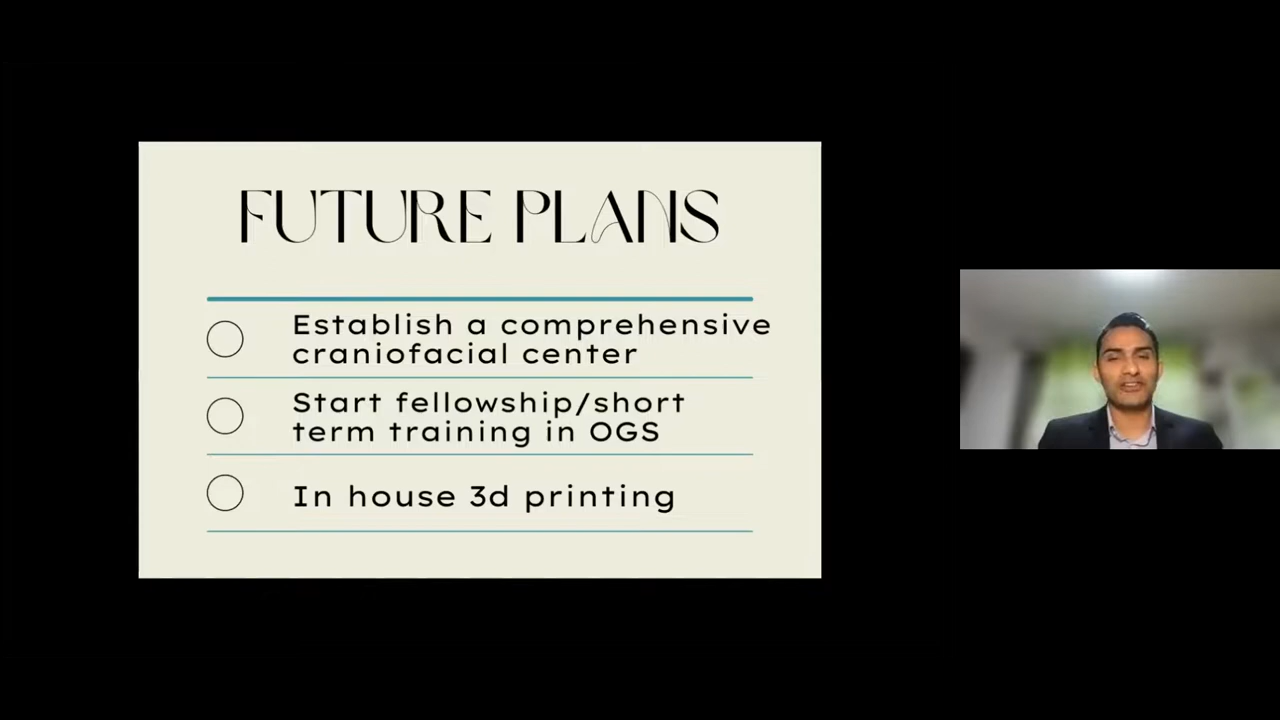 FUTURE PLANS
Establish a comprehensive
craniofacial center
Start fellowship/short
term training in OGS
In house 3d printing